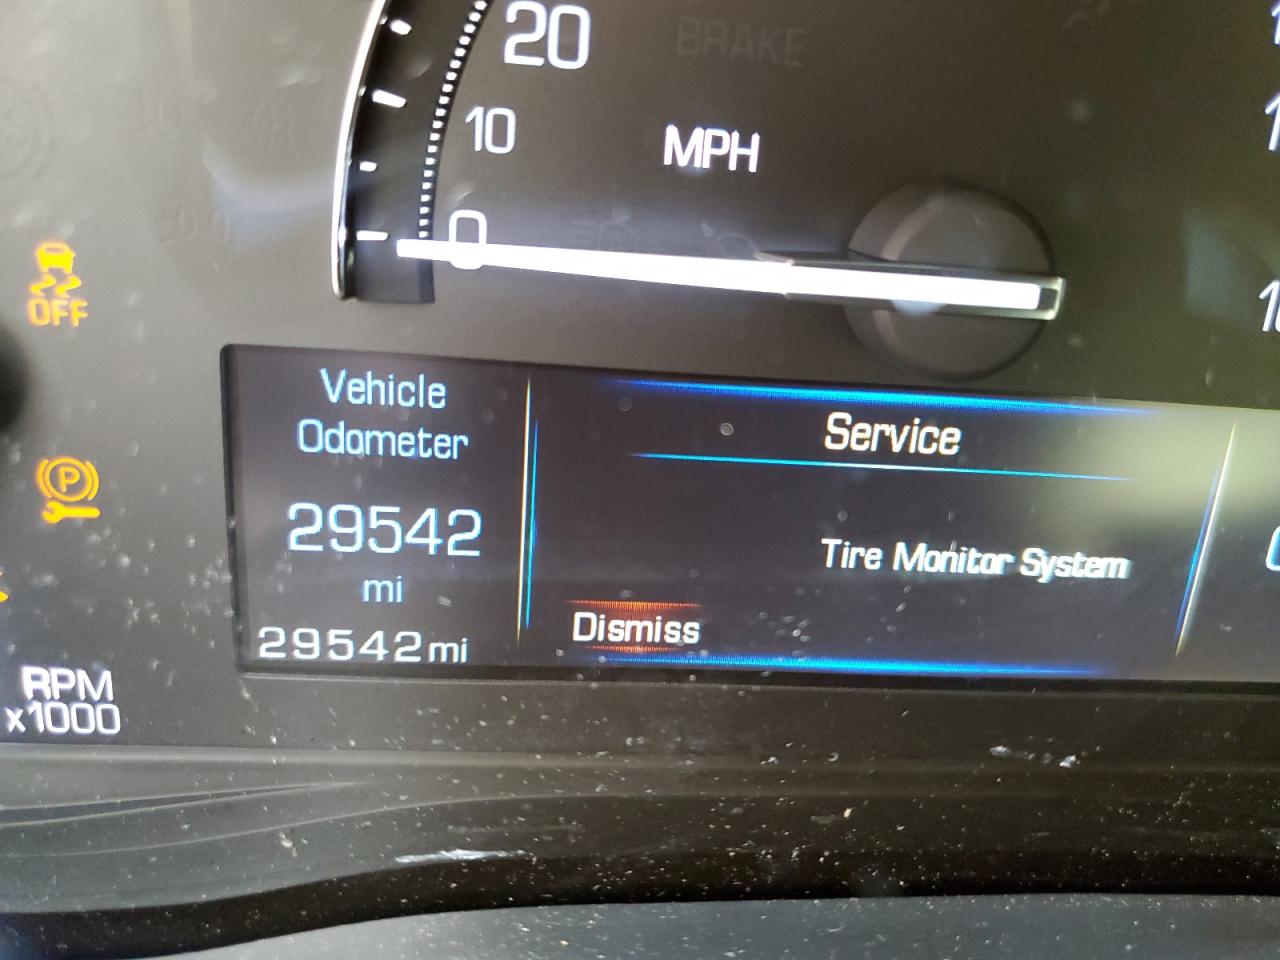 20
BRAKE
10
MPH
0
OFF
Vehicle
Odometer
Service
P
29542
Tire Monitor System
mi
Dismiss
29542mi
RPM
x1000